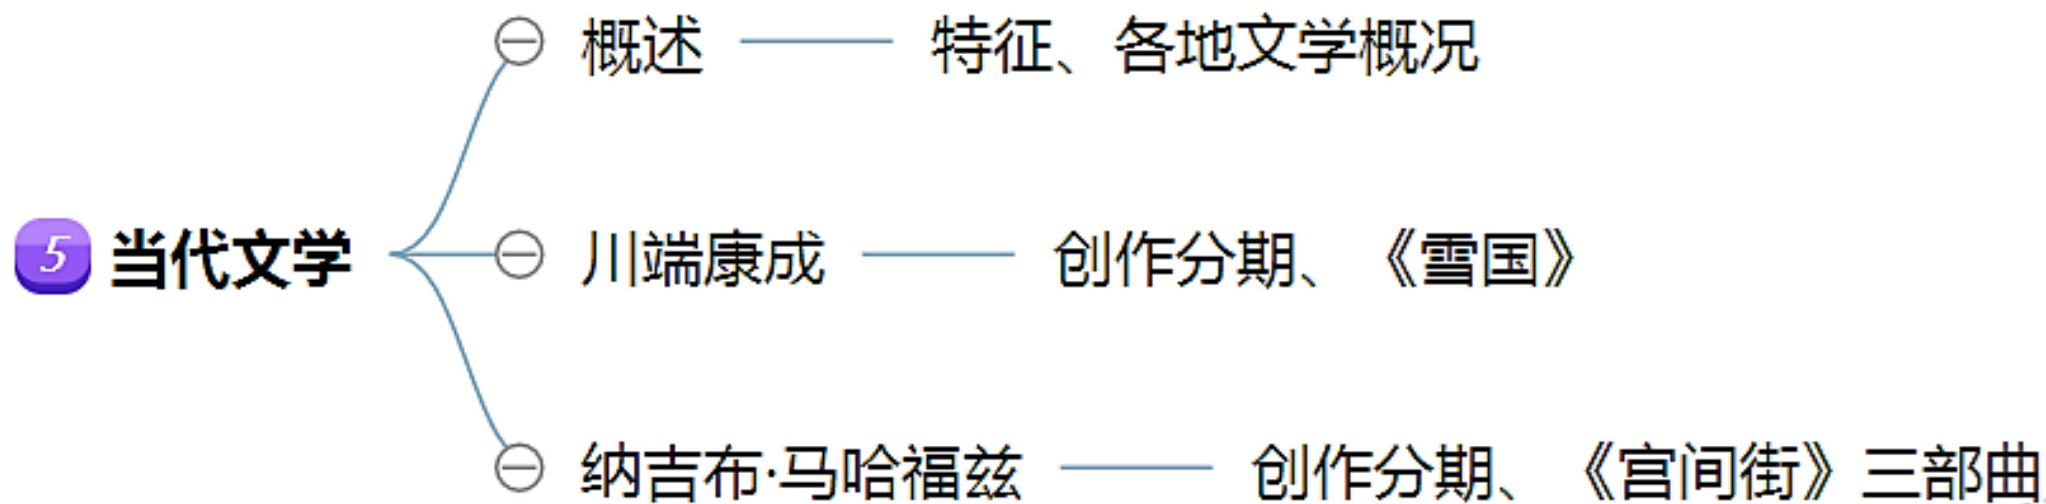 概述 特征、各地文学概况
5 当代文学 川端康成 创作分期、《雪国》
纳吉布·马哈福兹 创作分期、《宫间街》三部曲